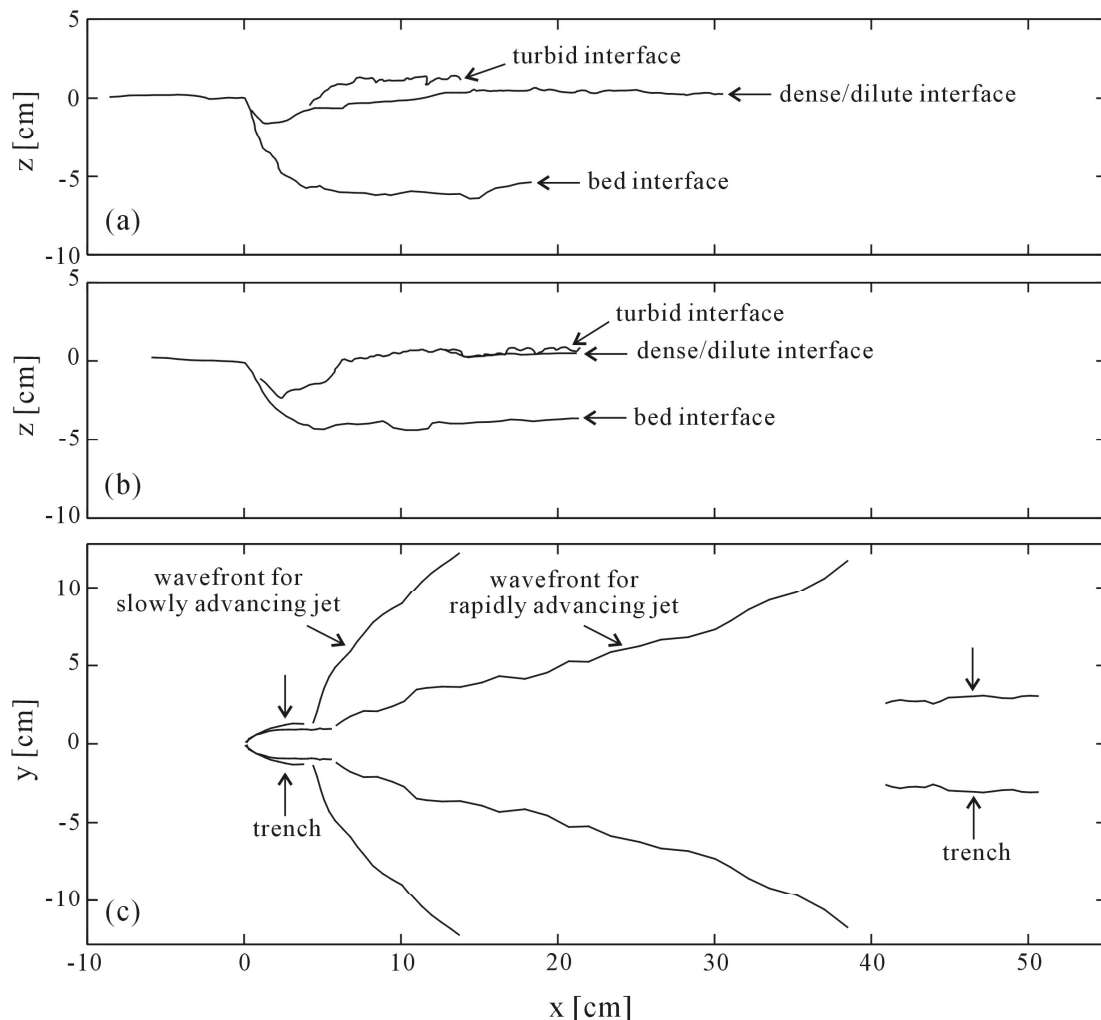 5
0
-5
-10
z [cm]
(a)
turbid interface
dense/dilute interface
bed interface
5
0
-5
-10
z [cm]
(b)
turbid interface
dense/dilute interface
bed interface
10
5
0
-5
-10
y [cm]
(c)
wavefront for
slowly advancing jet
wavefront for
rapidly advancing jet
trench
trench
-10 0 10 20 30 40 50
x [cm]